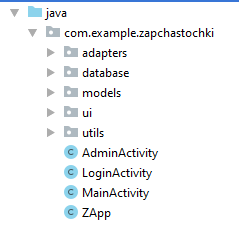 java
com.example.zapchastochki
adapters
database
models
ui
utils
AdminActivity
LoginActivity
MainActivity
ZApp